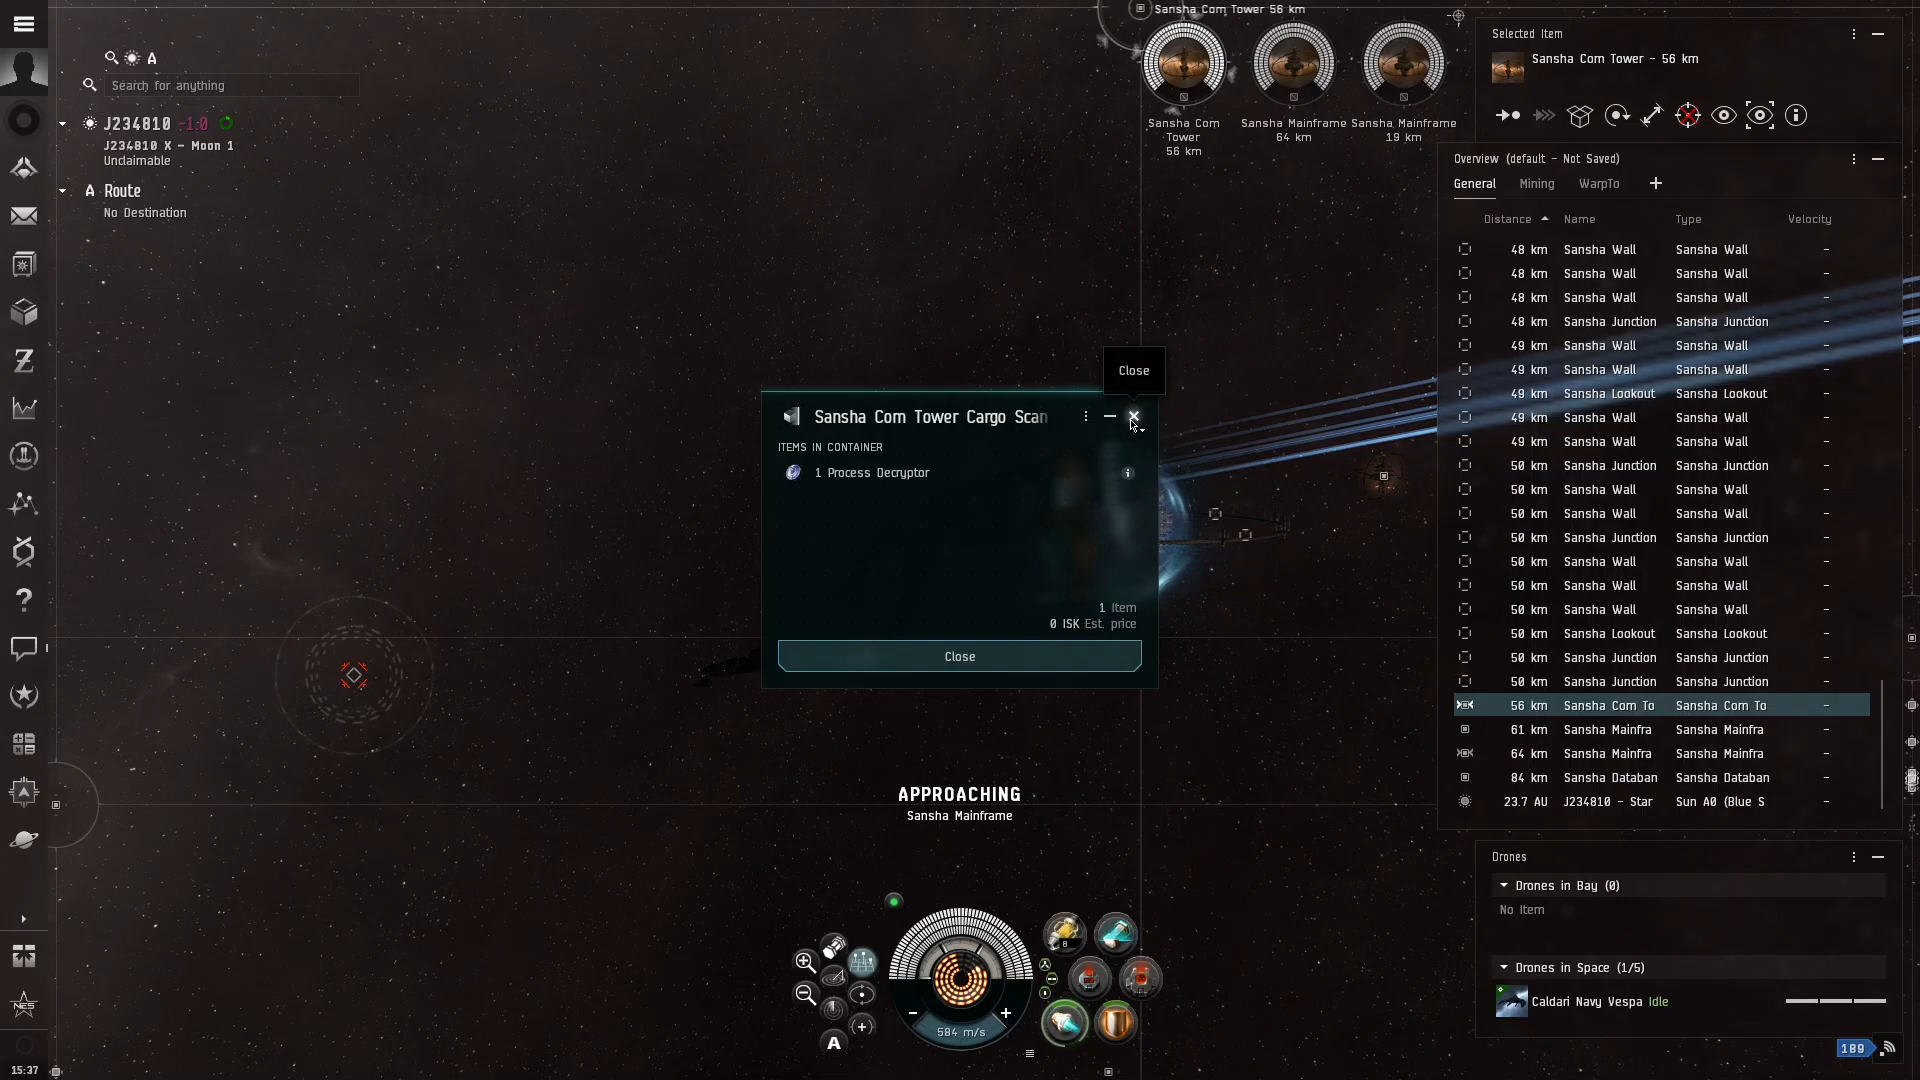 Sansha Com Tower 56 km
Search for anything
J234810 -1.0
J234810 X - Moon 1
Unclaimable
Route
No Destination
Sansha Com
Tower
56 km
Sansha Mainframe
64 km
Sansha Mainframe
19 km
Selected Item
Sansha Com Tower - 56 km
Overview (default - Not Saved)
General Mining WarpTo +
Distance Name Type Velocity
48 km Sansha Wall Sansha Wall -
48 km Sansha Wall Sansha Wall -
48 km Sansha Wall Sansha Wall -
48 km Sansha Junction Sansha Junction -
49 km Sansha Wall Sansha Wall -
49 km Sansha Wall Sansha Wall -
49 km Sansha Lookout Sansha Lookout -
49 km Sansha Wall Sansha Wall -
49 km Sansha Wall Sansha Wall -
50 km Sansha Junction Sansha Junction -
50 km Sansha Wall Sansha Wall -
50 km Sansha Wall Sansha Wall -
50 km Sansha Junction Sansha Junction -
50 km Sansha Wall Sansha Wall -
50 km Sansha Wall Sansha Wall -
50 km Sansha Wall Sansha Wall -
50 km Sansha Lookout Sansha Lookout -
50 km Sansha Junction Sansha Junction -
50 km Sansha Junction Sansha Junction -
56 km Sansha Com To Sansha Com To -
61 km Sansha Mainfra Sansha Mainfra -
64 km Sansha Mainfra Sansha Mainfra -
84 km Sansha Databan Sansha Databan -
23.7 AU J234810 - Star Sun A0 (Blue S -
Close
Sansha Com Tower Cargo Scan
ITEMS IN CONTAINER
1 Process Decryptor
1 Item
0 ISK Est. price
Close
APPROACHING
Sansha Mainframe
8
584 m/s
A
Drones
Drones in Bay (0)
No Item
Drones in Space (1/5)
Caldari Navy Vespa Idle
189
NES
15:37